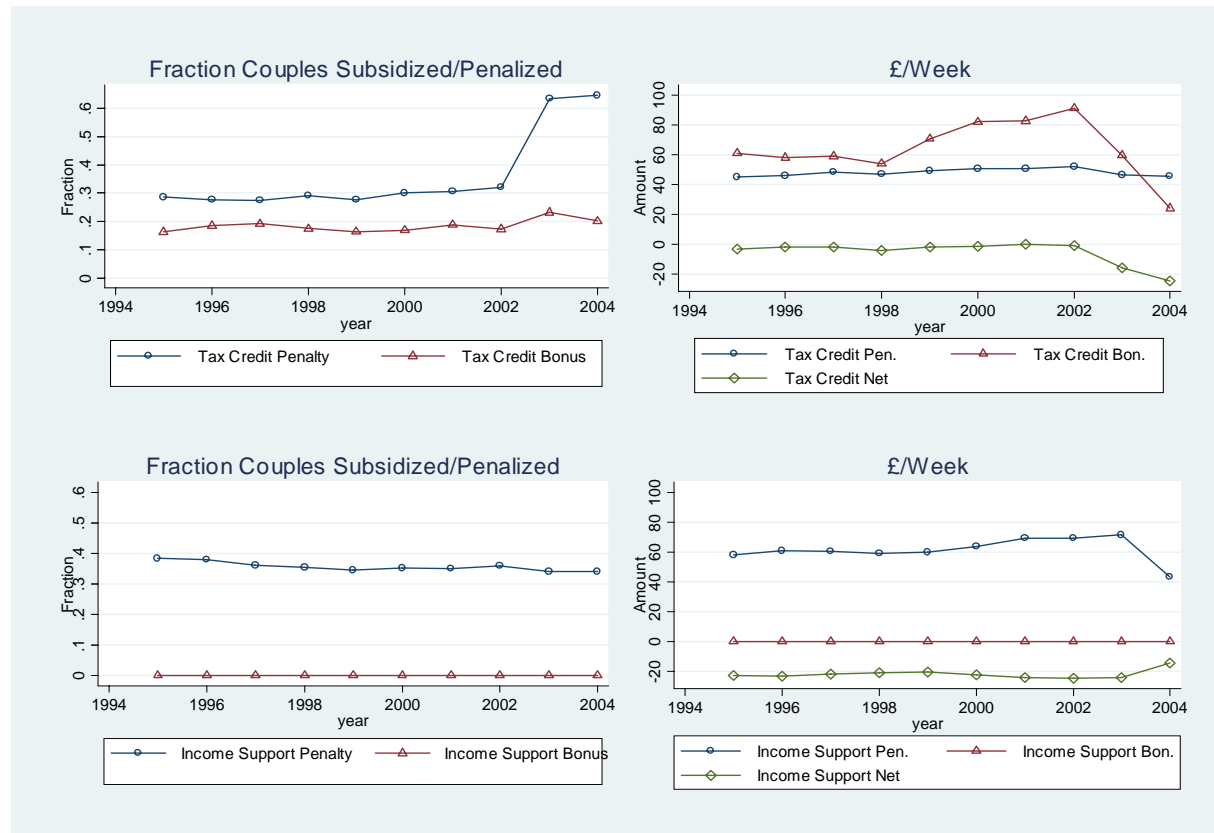 Fraction Couples Subsidized/Penalized
Fraction
0 .1 .2 .3 .4 .5 .6
1994 1996 1998 2000 2002 2004
year
Tax Credit Penalty Tax Credit Bonus
£/Week
Amount
-20 0 20 40 60 80 100
1994 1996 1998 2000 2002 2004
year
Tax Credit Pen. Tax Credit Bon.
Tax Credit Net
Fraction Couples Subsidized/Penalized
Fraction
0 .1 .2 .3 .4 .5 .6
1994 1996 1998 2000 2002 2004
year
Income Support Penalty Income Support Bonus
£/Week
Amount
-20 0 20 40 60 80 100
1994 1996 1998 2000 2002 2004
year
Income Support Pen. Income Support Bon.
Income Support Net